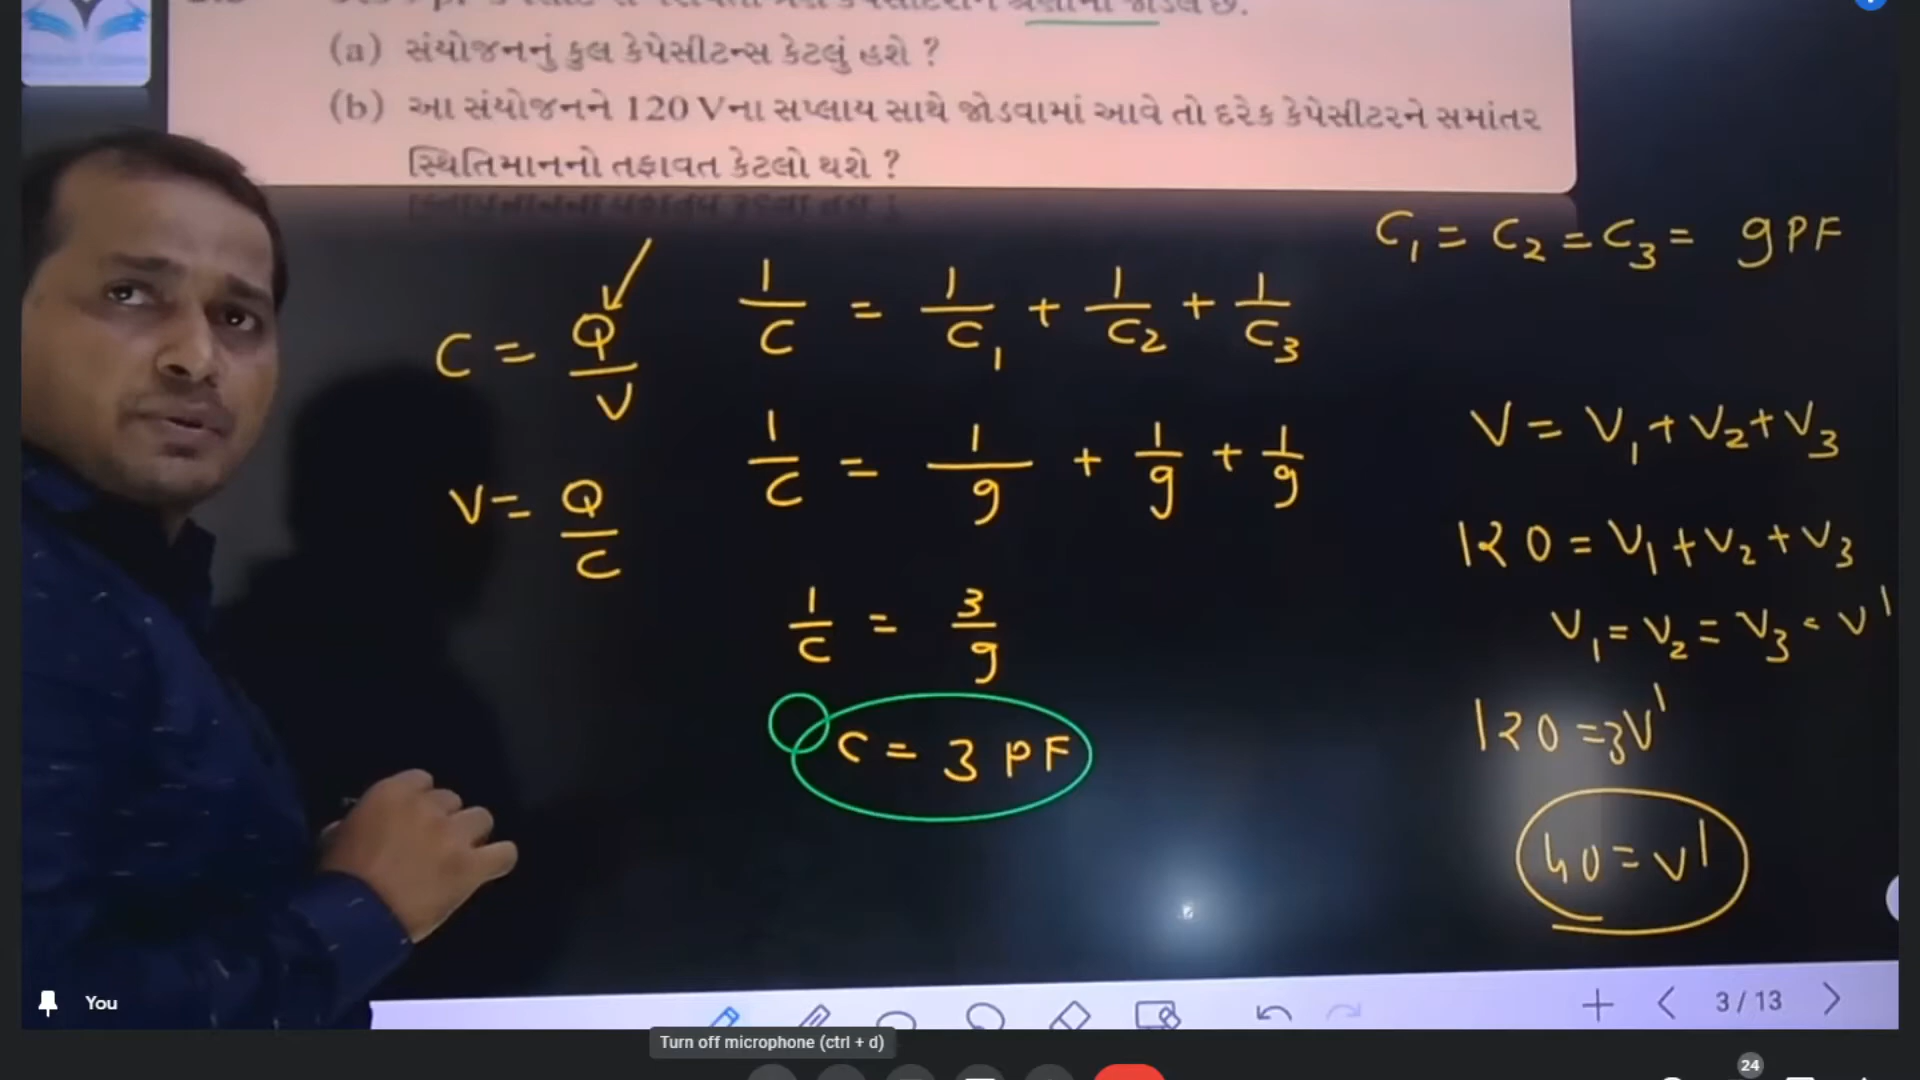 (a) સંયોજનનું કુલ કેપેસીટન્સ કેટલું હશે ?
(b) આ સંયોજનને 120 Vના સપ્લાય સાથે જોડવામાં આવે તો દરેક કેપેસીટરને સમાંતર
સ્થિતિમાનનો તફાવત કેટલો થશે ?
C₁ = C₂ = C₃ = 9 PF
C = Q/V
1/C = 1/C₁ + 1/C₂ + 1/C₃
V = V₁ + V₂ + V₃
V = Q/C
1/C = 1/9 + 1/9 + 1/9
120 = V₁ + V₂ + V₃
1/C = 3/9
V₁ = V₂ = V₃ = V'
120 = 3V'
C = 3 PF
40 = V'
You
3 / 13
Turn off microphone (ctrl + d)
24